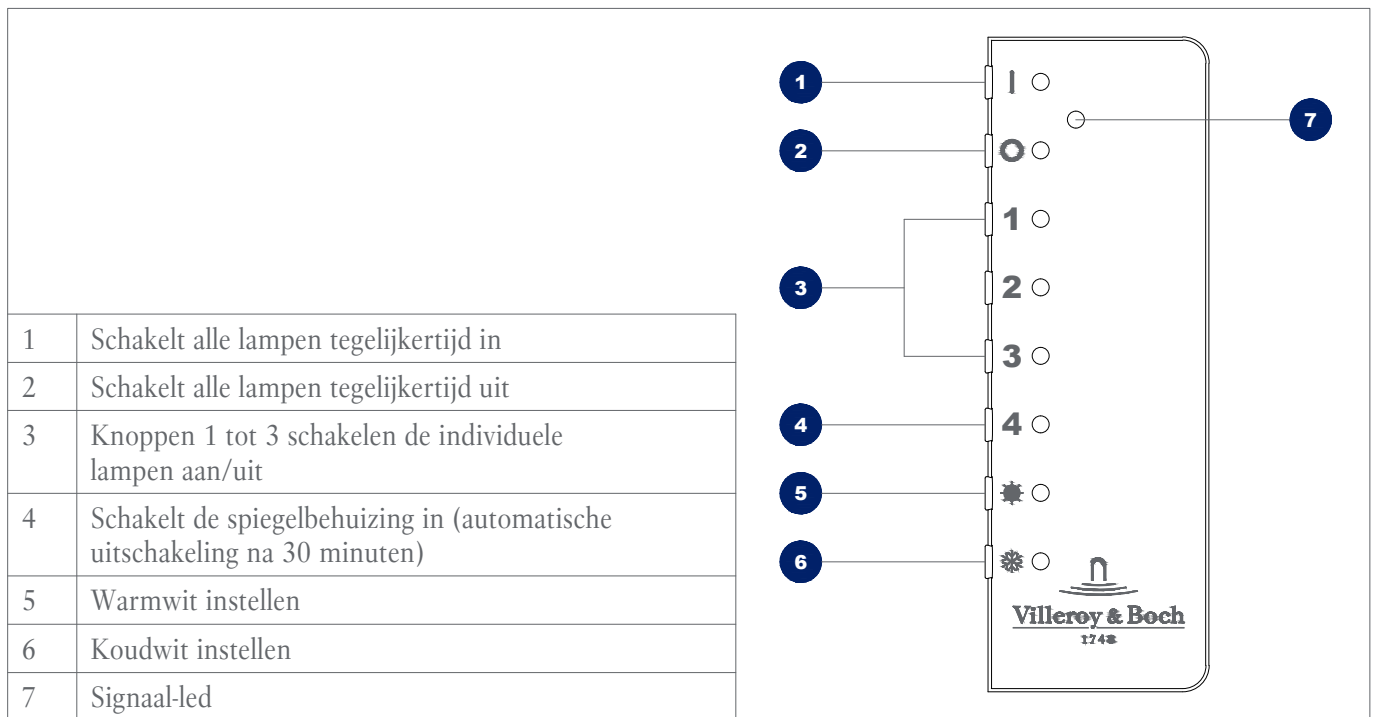 1 Schakelt alle lampen tegelijkertijd in
2 Schakelt alle lampen tegelijkertijd uit
3 Knoppen 1 tot 3 schakelen de individuele
lampen aan/uit
4 Schakelt de spiegelbehuizing in (automatische
uitschakeling na 30 minuten)
5 Warmwit instellen
6 Koudwit instellen
7 Signaal-led
1
2
3
4
5
6
7
1
2
3
4
Villeroy & Boch
1748